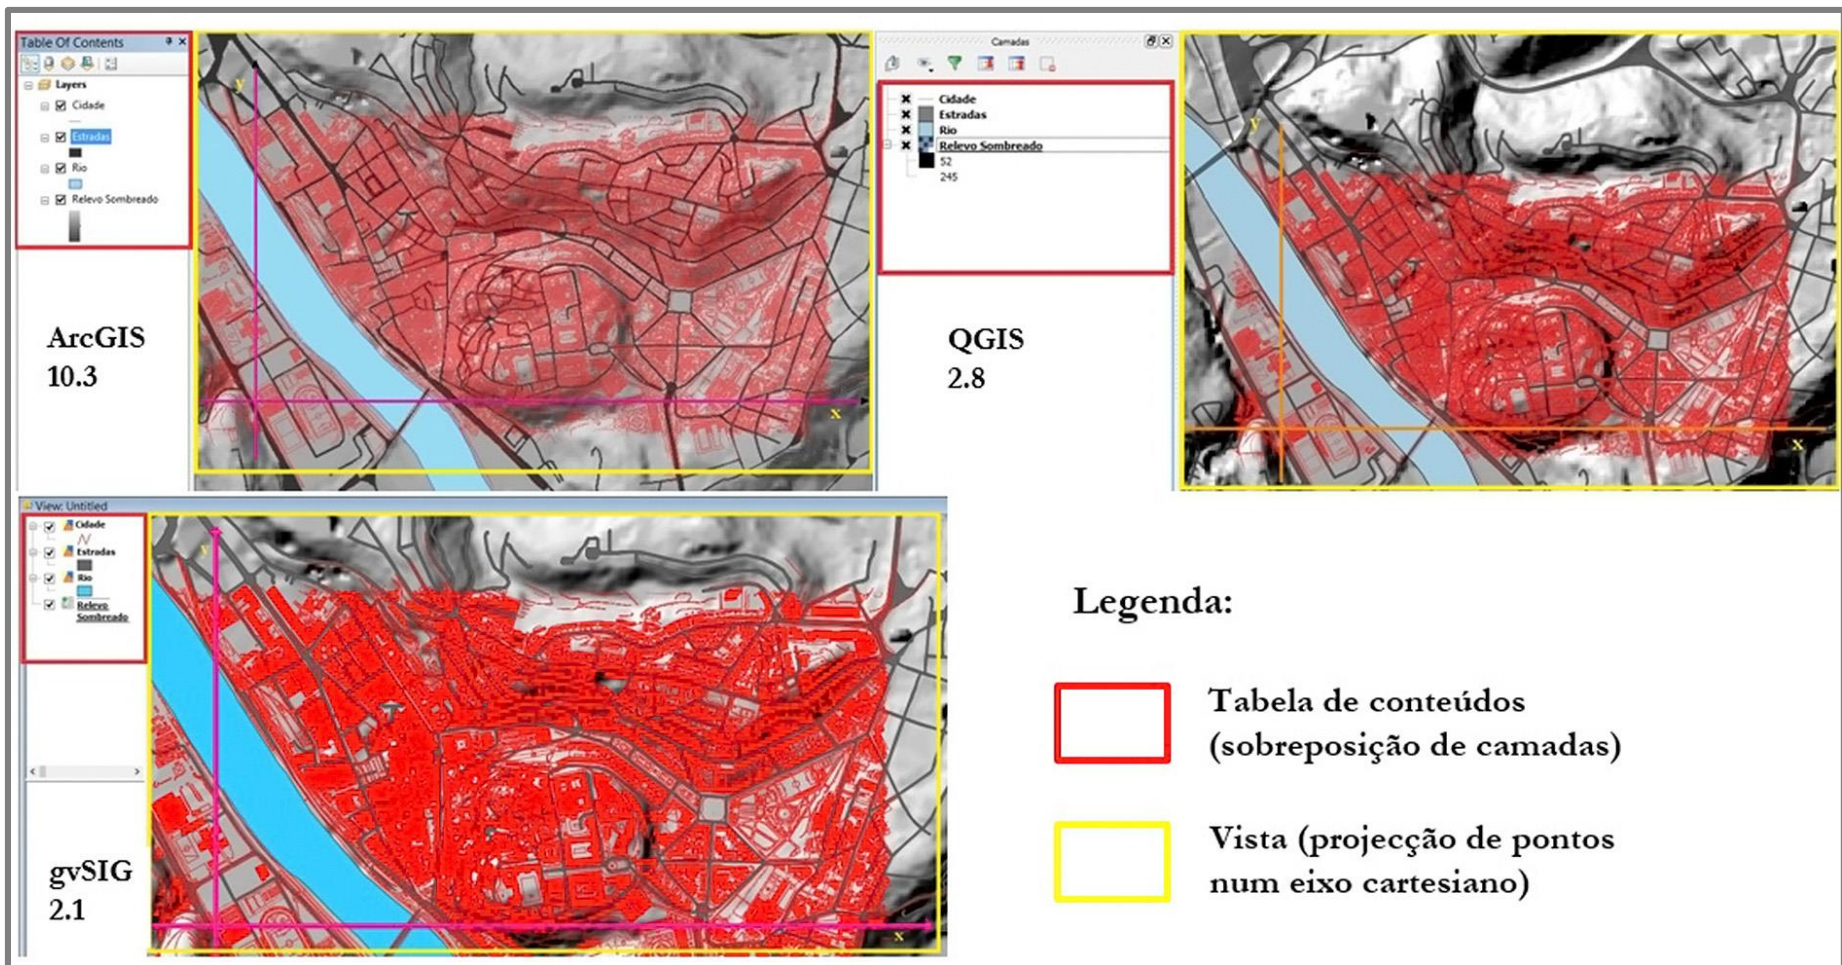 Table Of Contents
Layers
Cidade
Estradas
Rio
Relevo Sombreado
ArcGIS
10.3
y
x
Camadas
Cidade
Estradas
Rio
Relevo Sombreado
52
245
QGIS
2.8
y
x
View: Untitled
Cidade
Estradas
Rio
Relevo
Sombreado
gvSIG
2.1
y
x
Legenda:
Tabela de conteúdos
(sobreposição de camadas)
Vista (projecção de pontos
num eixo cartesiano)